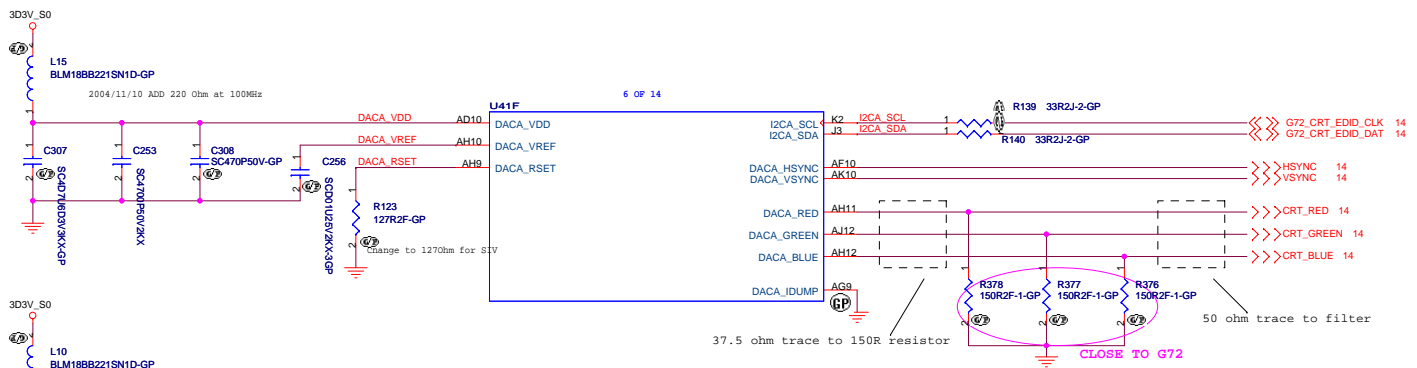 3D3V_S0
L15
BLM18BB221SN1D-GP
2004/11/10 ADD 220 Ohm at 100MHz
C307
SC4D7U6D3V3KX-GP
C253
SC4700P50V2KX
C308
SC470P50V-GP
C256
SCD01U25V2KX-3GP
DACA_VDD
DACA_VREF
DACA_RSET
AD10
AH10
AH9
R123
127R2F-GP
Change to 127Ohm for SIV
U41F
6 OF 14
DACA_VDD
DACA_VREF
DACA_RSET
I2CA_SCL
I2CA_SDA
DACA_HSYNC
DACA_VSYNC
DACA_RED
DACA_GREEN
DACA_BLUE
DACA_IDUMP
K2
J3
AF10
AK10
AH11
AJ12
AH12
AG9
GP
I2CA_SCL
I2CA_SDA
R139 33R2J-2-GP
R140 33R2J-2-GP
G72_CRT_EDID_CLK 14
G72_CRT_EDID_DAT 14
HSYNC 14
VSYNC 14
CRT_RED 14
CRT_GREEN 14
CRT_BLUE 14
R378
150R2F-1-GP
R377
150R2F-1-GP
R376
150R2F-1-GP
37.5 ohm trace to 150R resistor
50 ohm trace to filter
CLOSE TO G72
3D3V_S0
L10
BLM18BB221SN1D-GP